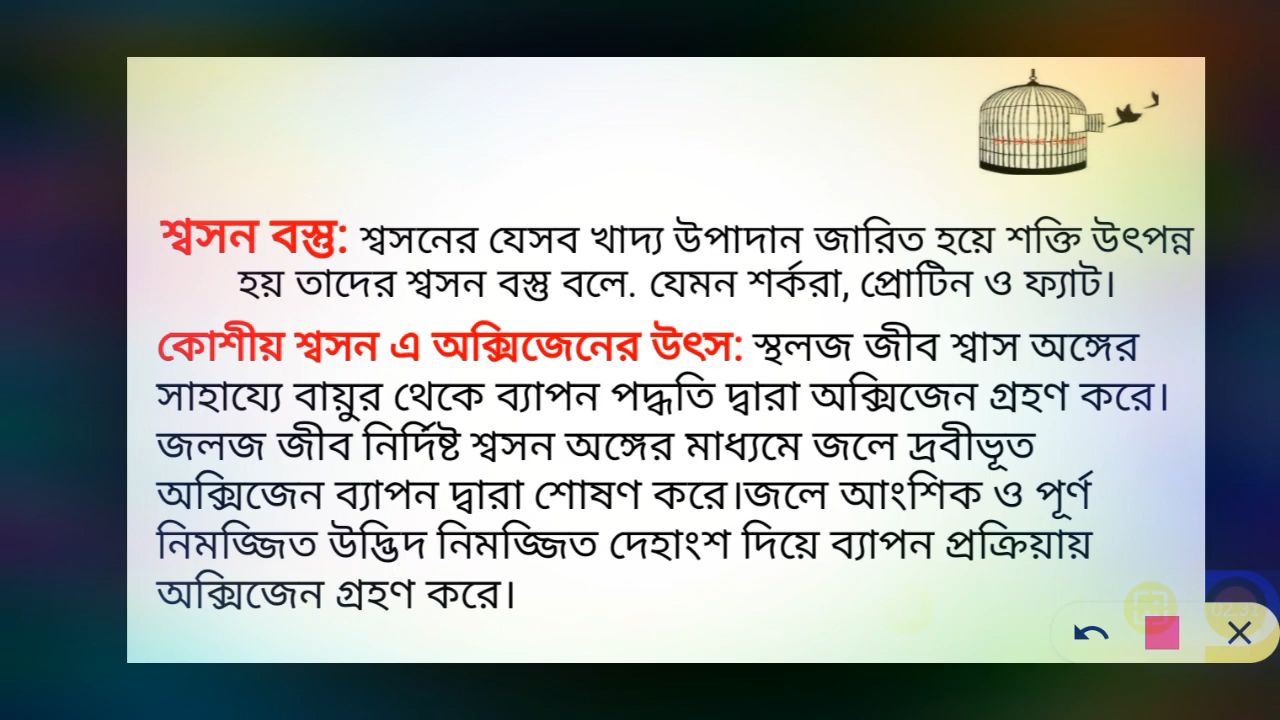 শ্বসন বস্তু: শ্বসনের যেসব খাদ্য উপাদান জারিত হয়ে শক্তি উৎপন্ন
হয় তাদের শ্বসন বস্তু বলে. যেমন শর্করা, প্রোটিন ও ফ্যাট।
কোশীয় শ্বসন এ অক্সিজেনের উৎস: স্থলজ জীব শ্বাস অঙ্গের
সাহায্যে বায়ুর থেকে ব্যাপন পদ্ধতি দ্বারা অক্সিজেন গ্রহণ করে।
জলজ জীব নির্দিষ্ট শ্বসন অঙ্গের মাধ্যমে জলে দ্রবীভূত
অক্সিজেন ব্যাপন দ্বারা শোষণ করে।জলে আংশিক ও পূর্ণ
নিমজ্জিত উদ্ভিদ নিমজ্জিত দেহাংশ দিয়ে ব্যাপন প্রক্রিয়ায়
অক্সিজেন গ্রহণ করে।
02:31